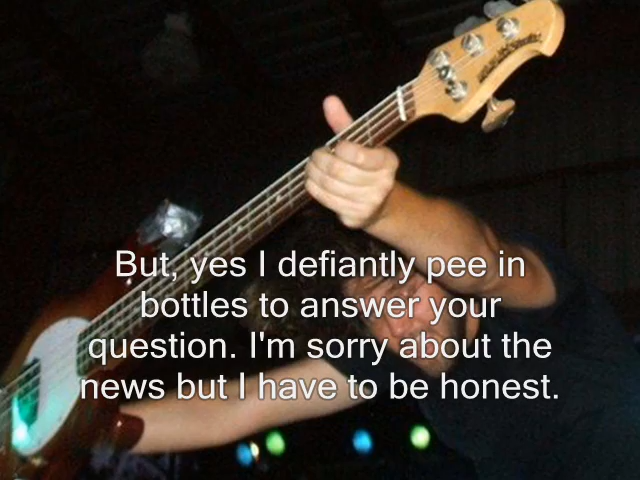 But, yes I defiantly pee in
bottles to answer your
question. I'm sorry about the
news but I have to be honest.